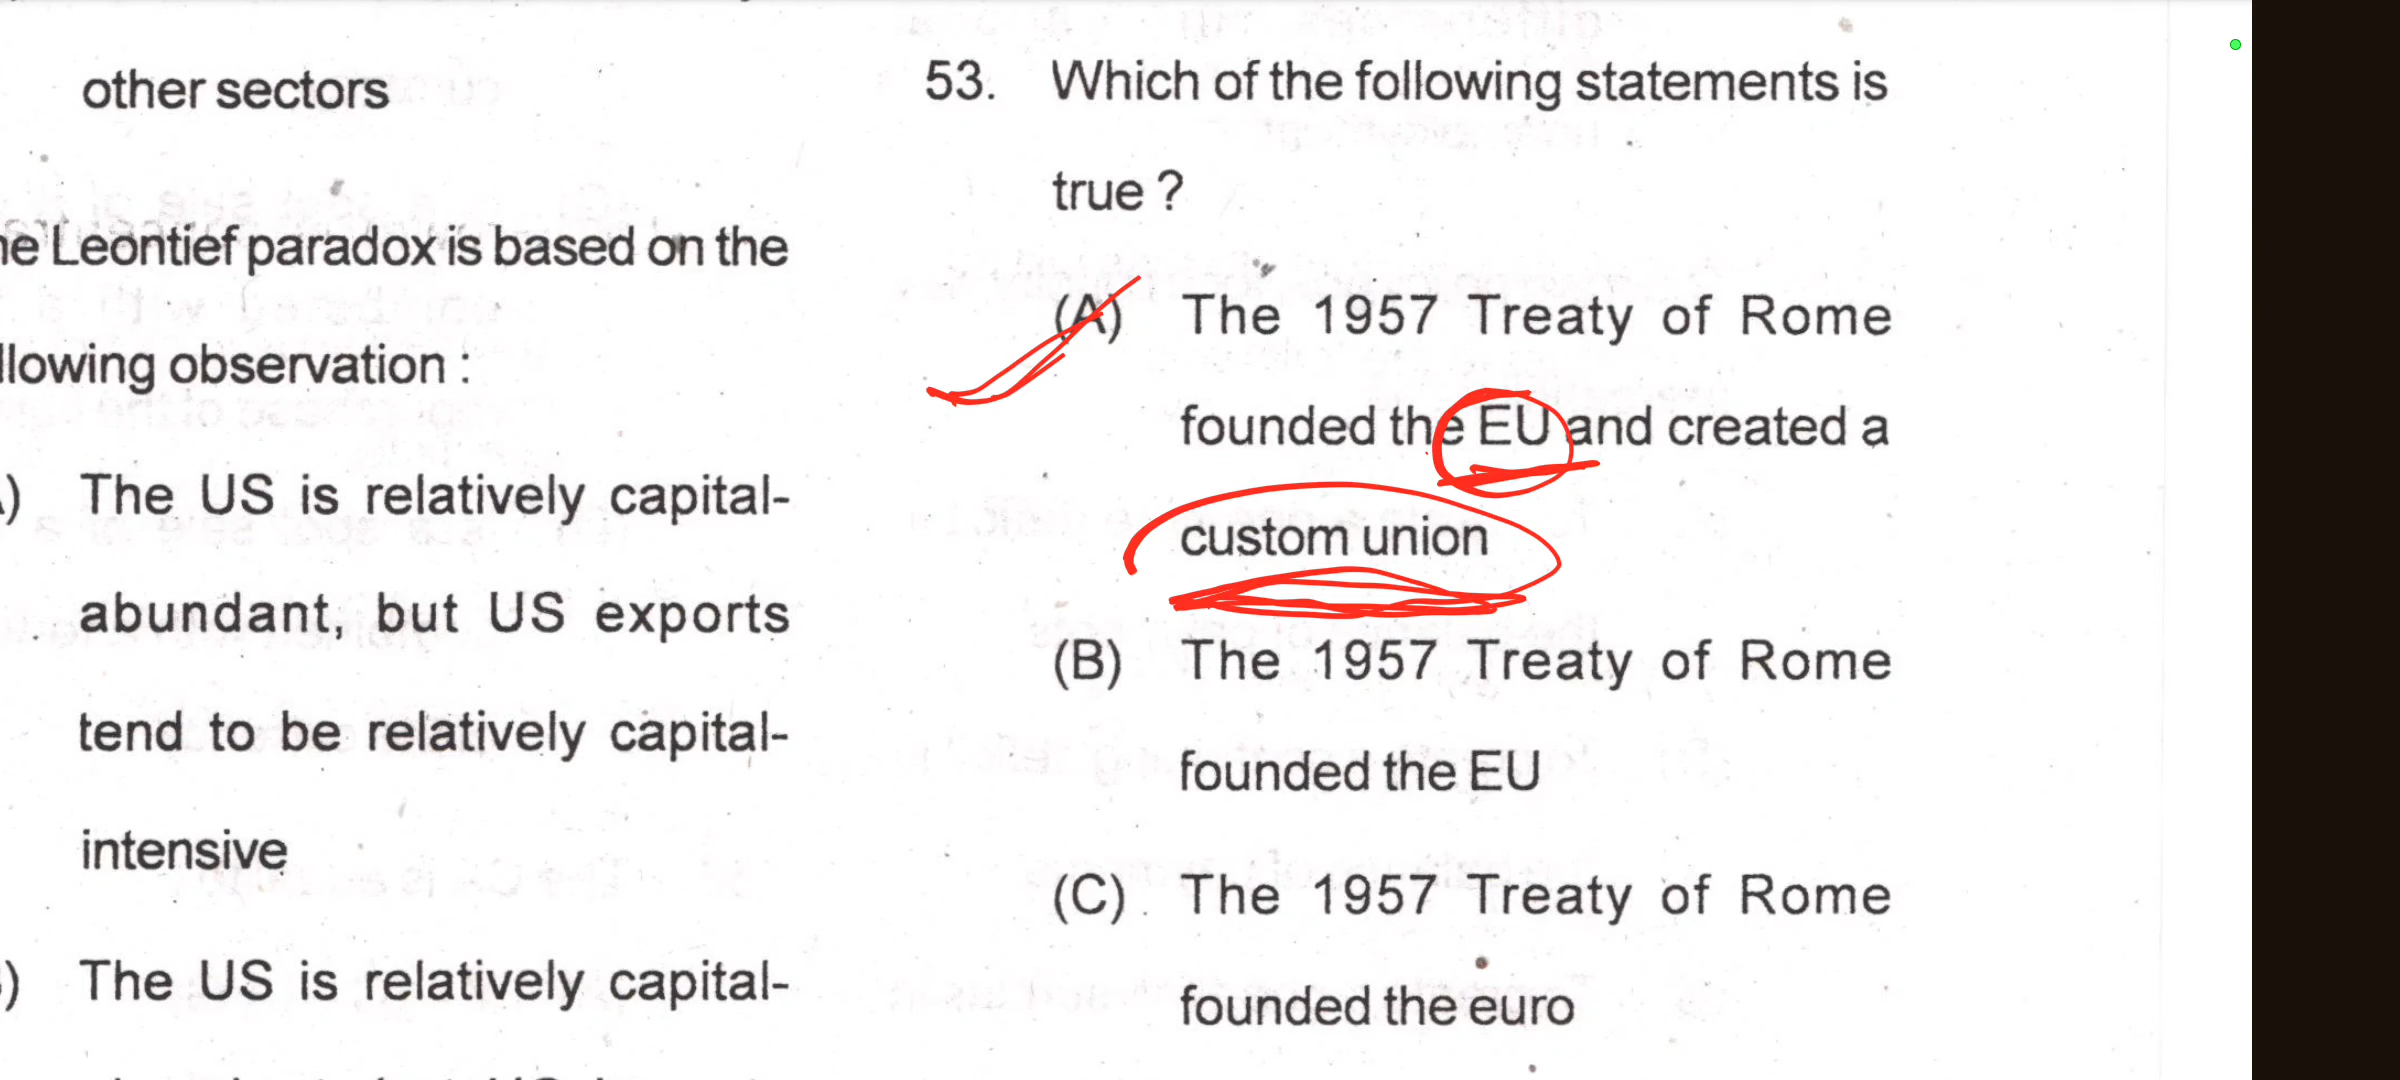 other sectors
he Leontief paradox is based on the
llowing observation :
) The US is relatively capital-
abundant, but US exports
tend to be relatively capital-
intensive
) The US is relatively capital-
53. Which of the following statements is
true ?
(A) The 1957 Treaty of Rome
founded the EU and created a
custom union
(B) The 1957 Treaty of Rome
founded the EU
(C) The 1957 Treaty of Rome
founded the euro